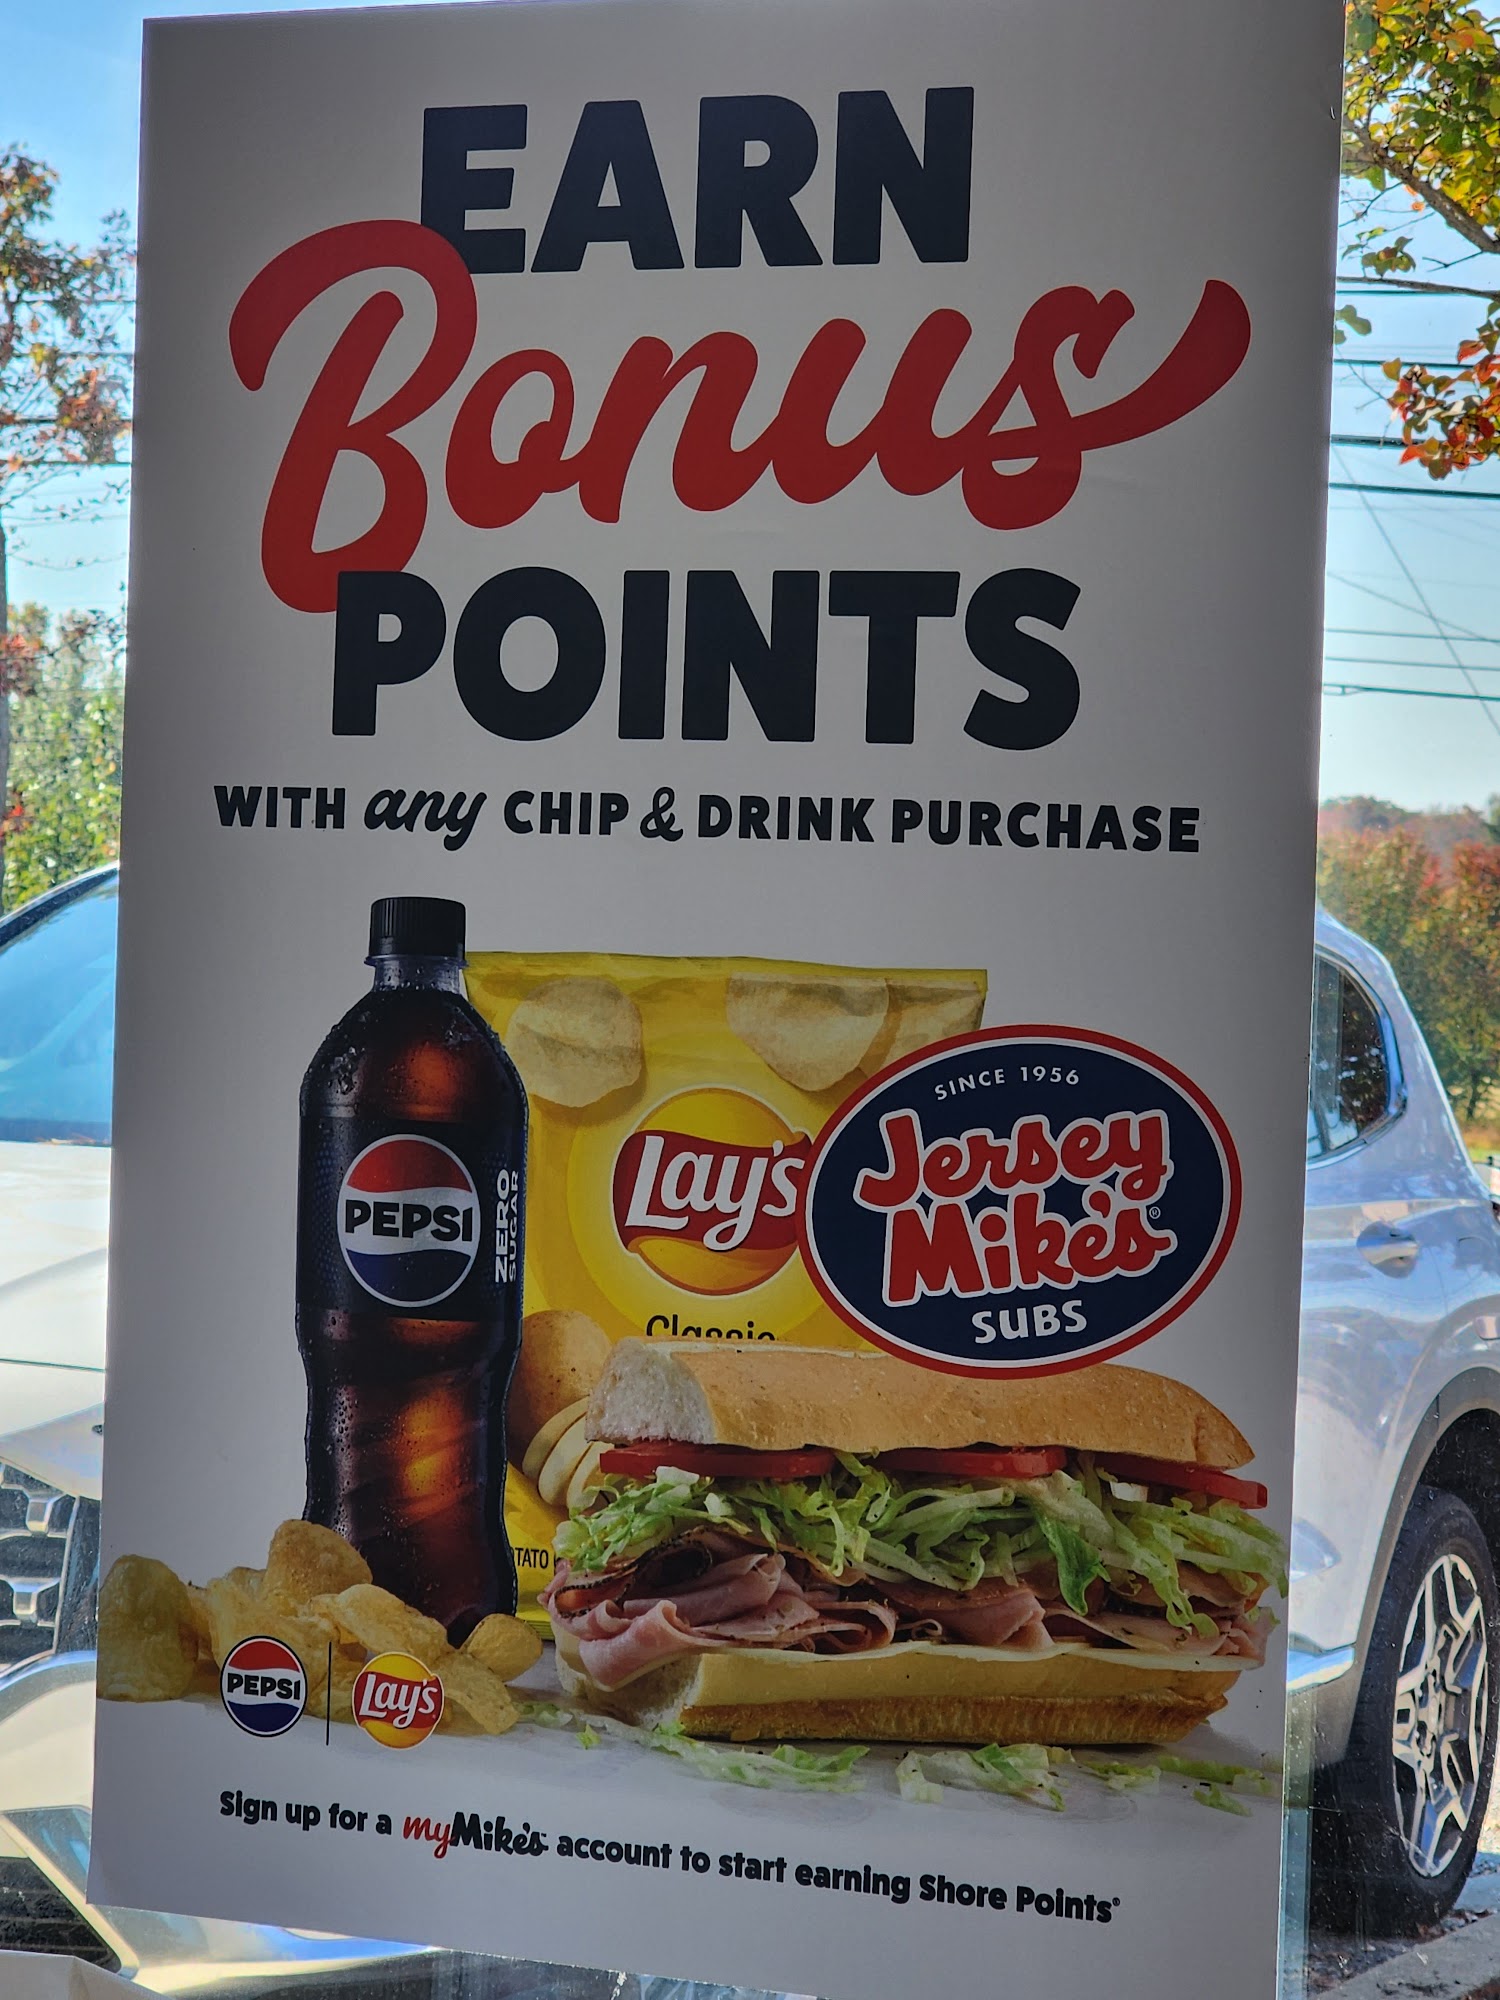 EARN
Bonus
POINTS
WITH any CHIP & DRINK PURCHASE
SINCE 1956
Jersey
Mike's®
SUBS
Lay's
PEPSI
ZERO
SUGAR
Classic
PEPSI
Lay's
Sign up for a myMike's account to start earning Shore Points®